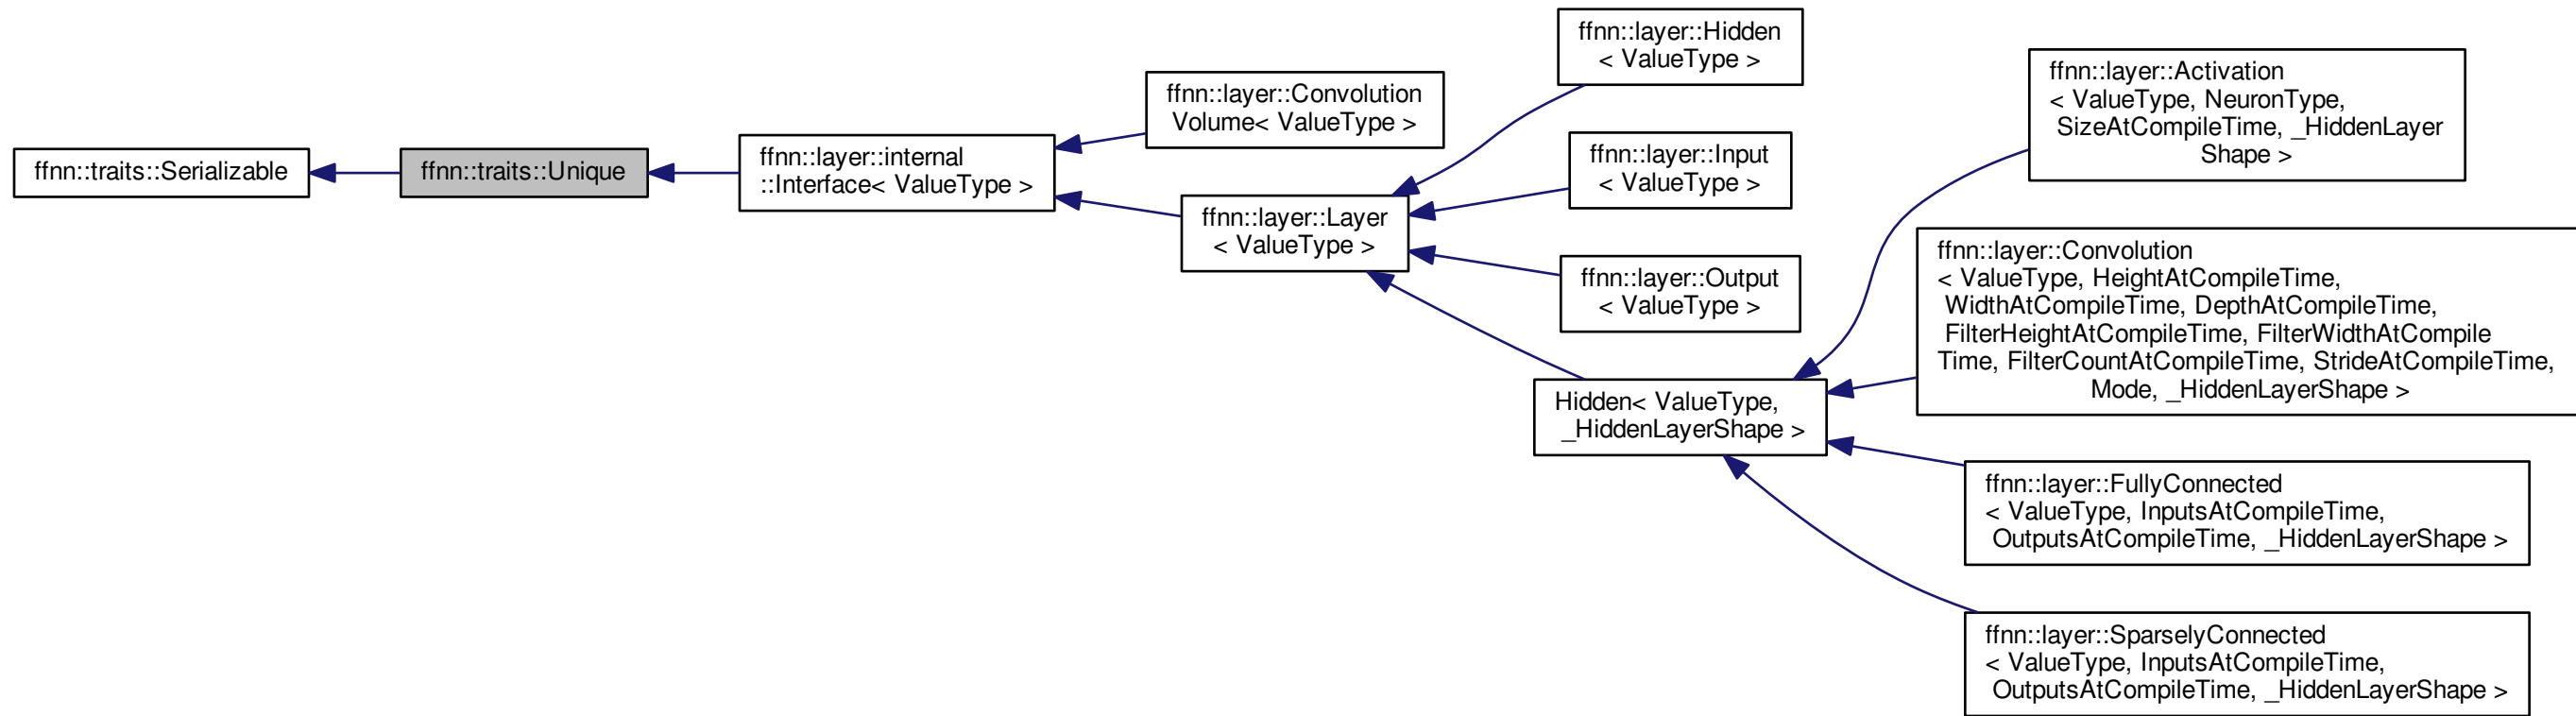 ffnn::traits::Serializable
ffnn::traits::Unique
ffnn::layer::internal
::Interface< ValueType >
ffnn::layer::Convolution
Volume< ValueType >
ffnn::layer::Layer
< ValueType >
ffnn::layer::Hidden
< ValueType >
ffnn::layer::Input
< ValueType >
ffnn::layer::Output
< ValueType >
Hidden< ValueType,
_HiddenLayerShape >
ffnn::layer::Activation
< ValueType, NeuronType,
SizeAtCompileTime, _HiddenLayer
Shape >
ffnn::layer::Convolution
< ValueType, HeightAtCompileTime,
WidthAtCompileTime, DepthAtCompileTime,
FilterHeightAtCompileTime, FilterWidthAtCompile
Time, FilterCountAtCompileTime, StrideAtCompileTime,
Mode, _HiddenLayerShape >
ffnn::layer::FullyConnected
< ValueType, InputsAtCompileTime,
OutputsAtCompileTime, _HiddenLayerShape >
ffnn::layer::SparselyConnected
< ValueType, InputsAtCompileTime,
OutputsAtCompileTime, _HiddenLayerShape >